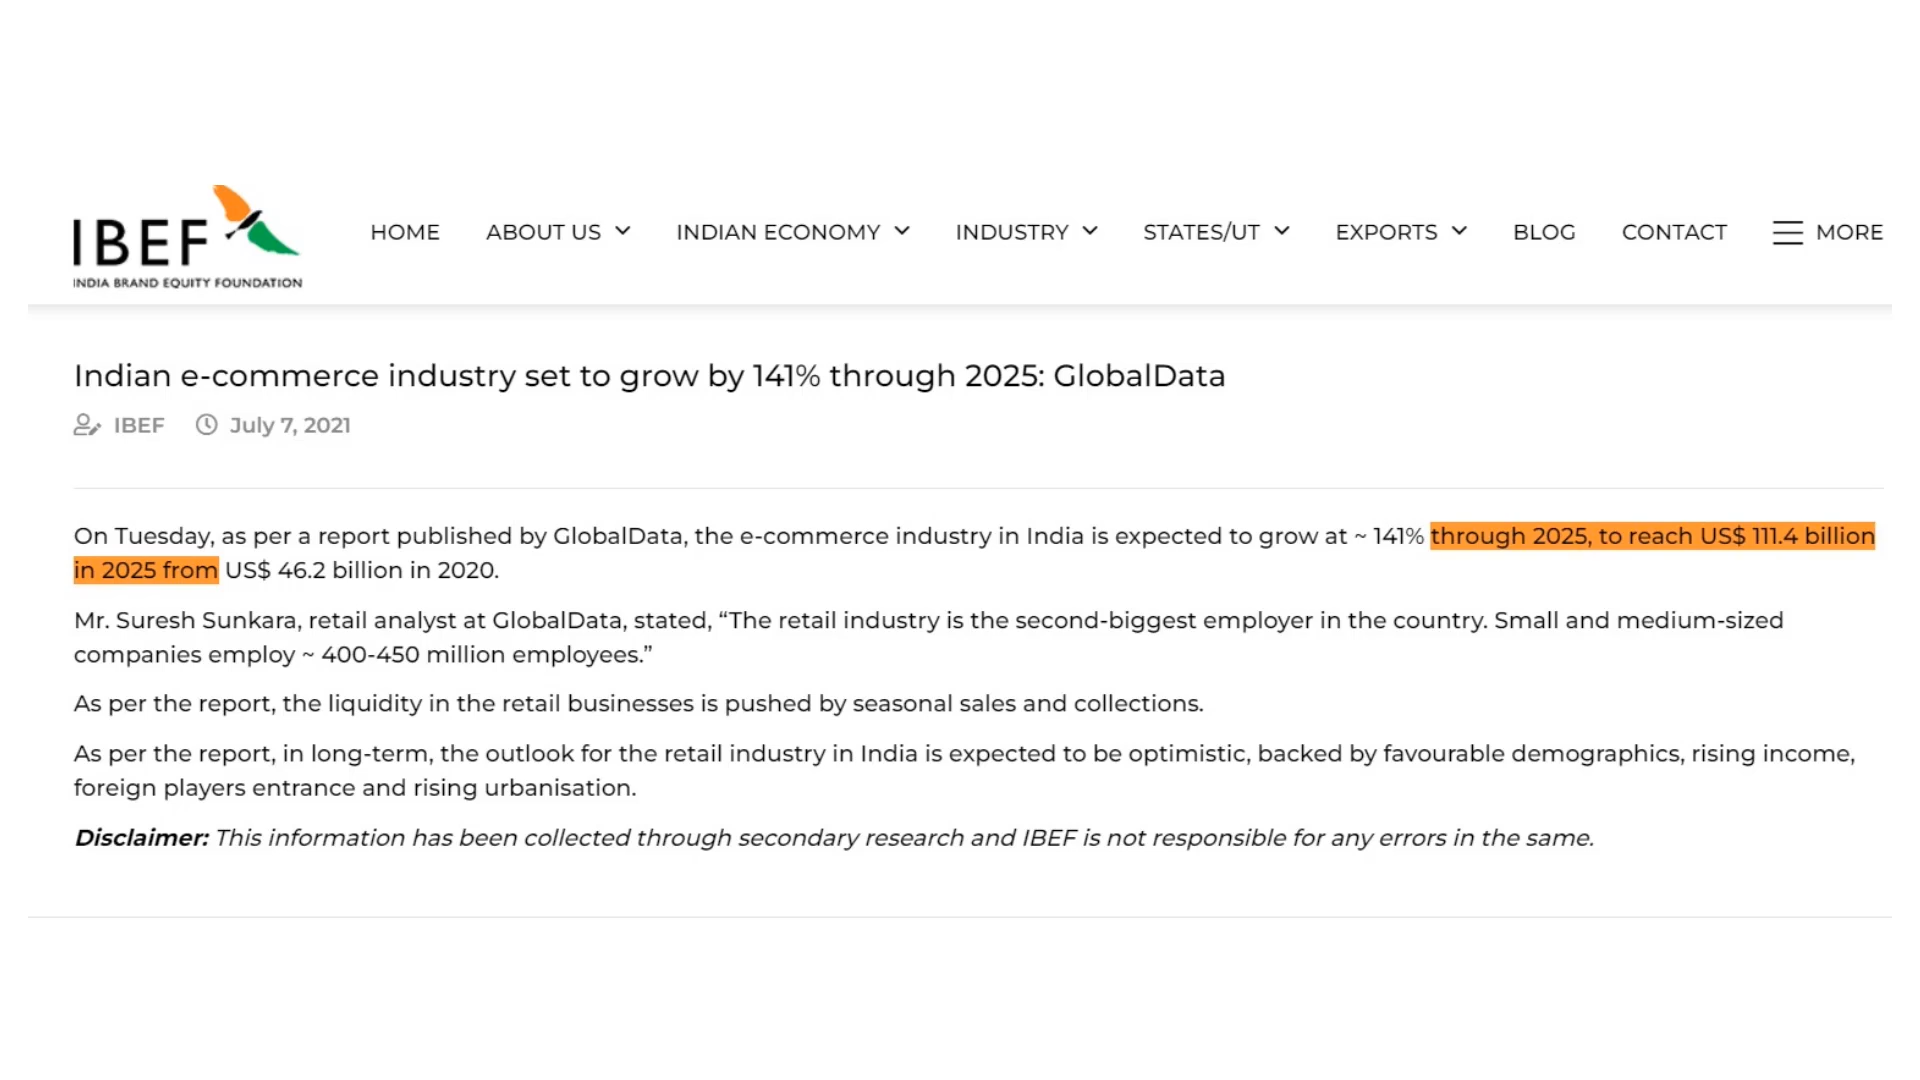 IBEF
INDIA BRAND EQUITY FOUNDATION
HOME ABOUT US INDIAN ECONOMY INDUSTRY STATES/UT EXPORTS BLOG CONTACT MORE
Indian e-commerce industry set to grow by 141% through 2025: GlobalData
IBEF July 7, 2021
On Tuesday, as per a report published by GlobalData, the e-commerce industry in India is expected to grow at ~ 141% through 2025, to reach US$ 111.4 billion
in 2025 from US$ 46.2 billion in 2020.
Mr. Suresh Sunkara, retail analyst at GlobalData, stated, “The retail industry is the second-biggest employer in the country. Small and medium-sized
companies employ ~ 400-450 million employees.”
As per the report, the liquidity in the retail businesses is pushed by seasonal sales and collections.
As per the report, in long-term, the outlook for the retail industry in India is expected to be optimistic, backed by favourable demographics, rising income,
foreign players entrance and rising urbanisation.
Disclaimer: This information has been collected through secondary research and IBEF is not responsible for any errors in the same.